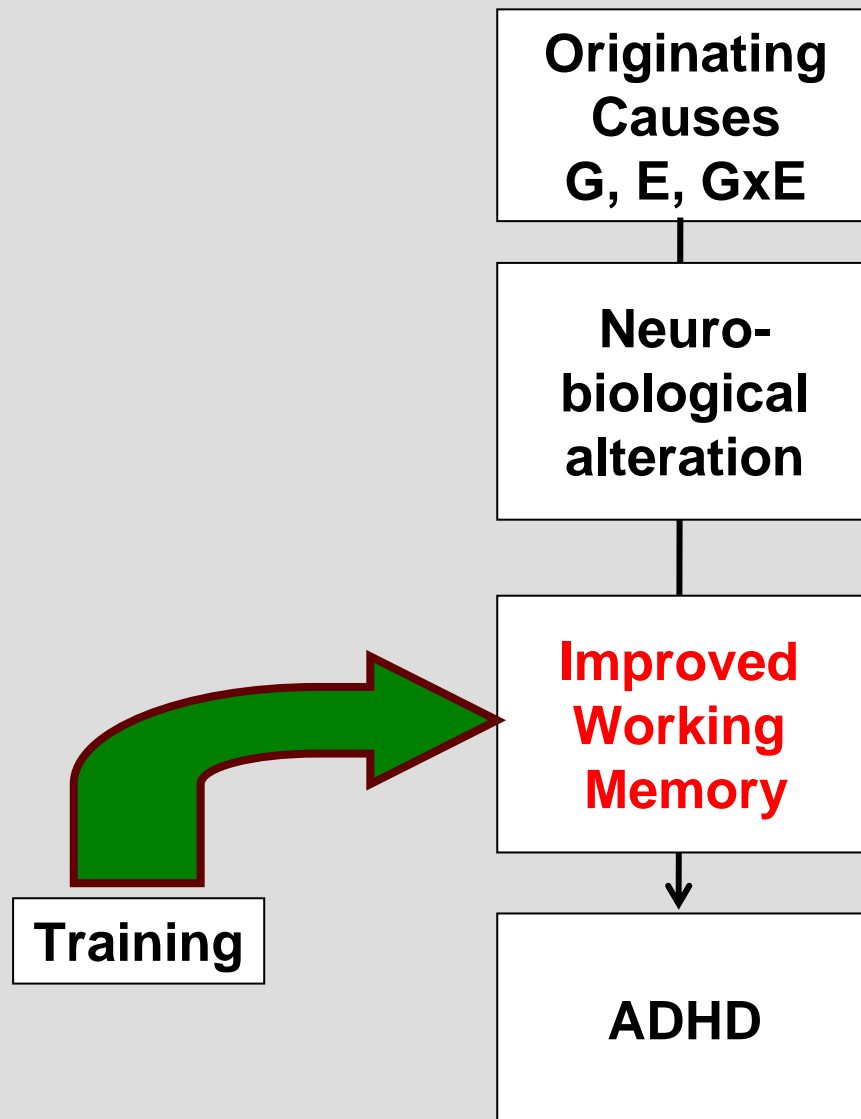 Originating
Causes
G, E, GxE
Neuro-
biological
alteration
Improved
Working
Memory
Training
ADHD